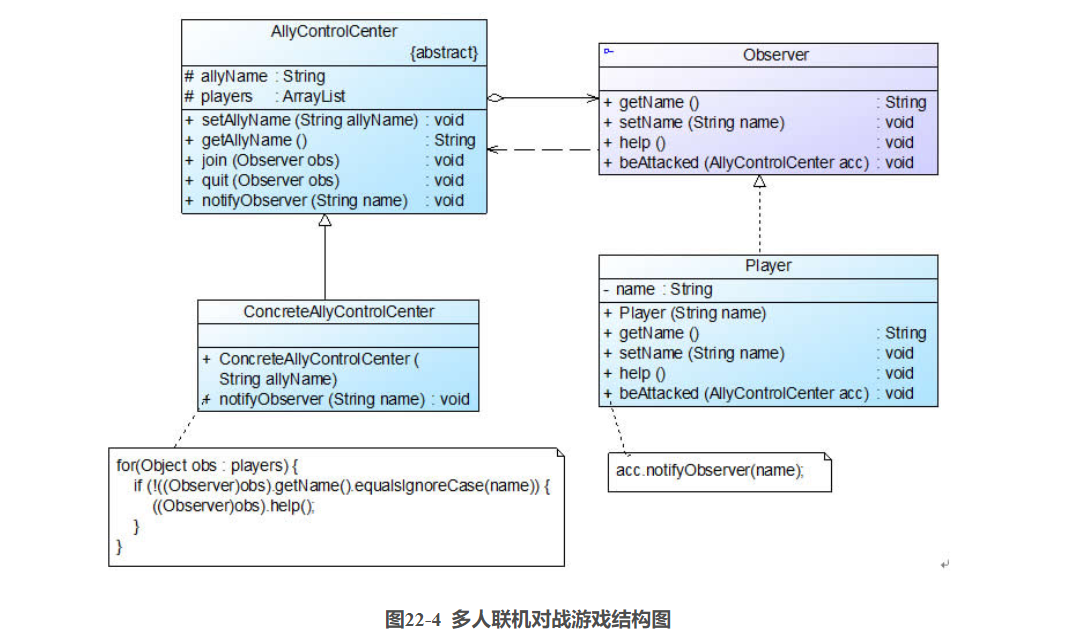 AllyControlCenter
{abstract}
# allyName : String
# players : ArrayList
+ setAllyName (String allyName) : void
+ getAllyName () : String
+ join (Observer obs) : void
+ quit (Observer obs) : void
+ notifyObserver (String name) : void
Observer
+ getName () : String
+ setName (String name) : void
+ help () : void
+ beAttacked (AllyControlCenter acc) : void
ConcreteAllyControlCenter
+ ConcreteAllyControlCenter (
String allyName)
+ notifyObserver (String name) : void
Player
- name : String
+ Player (String name)
+ getName () : String
+ setName (String name) : void
+ help () : void
+ beAttacked (AllyControlCenter acc) : void
for(Object obs : players) {
if (!((Observer)obs).getName().equalsIgnoreCase(name)) {
((Observer)obs).help();
}
}
acc.notifyObserver(name);
图22-4 多人联机对战游戏结构图